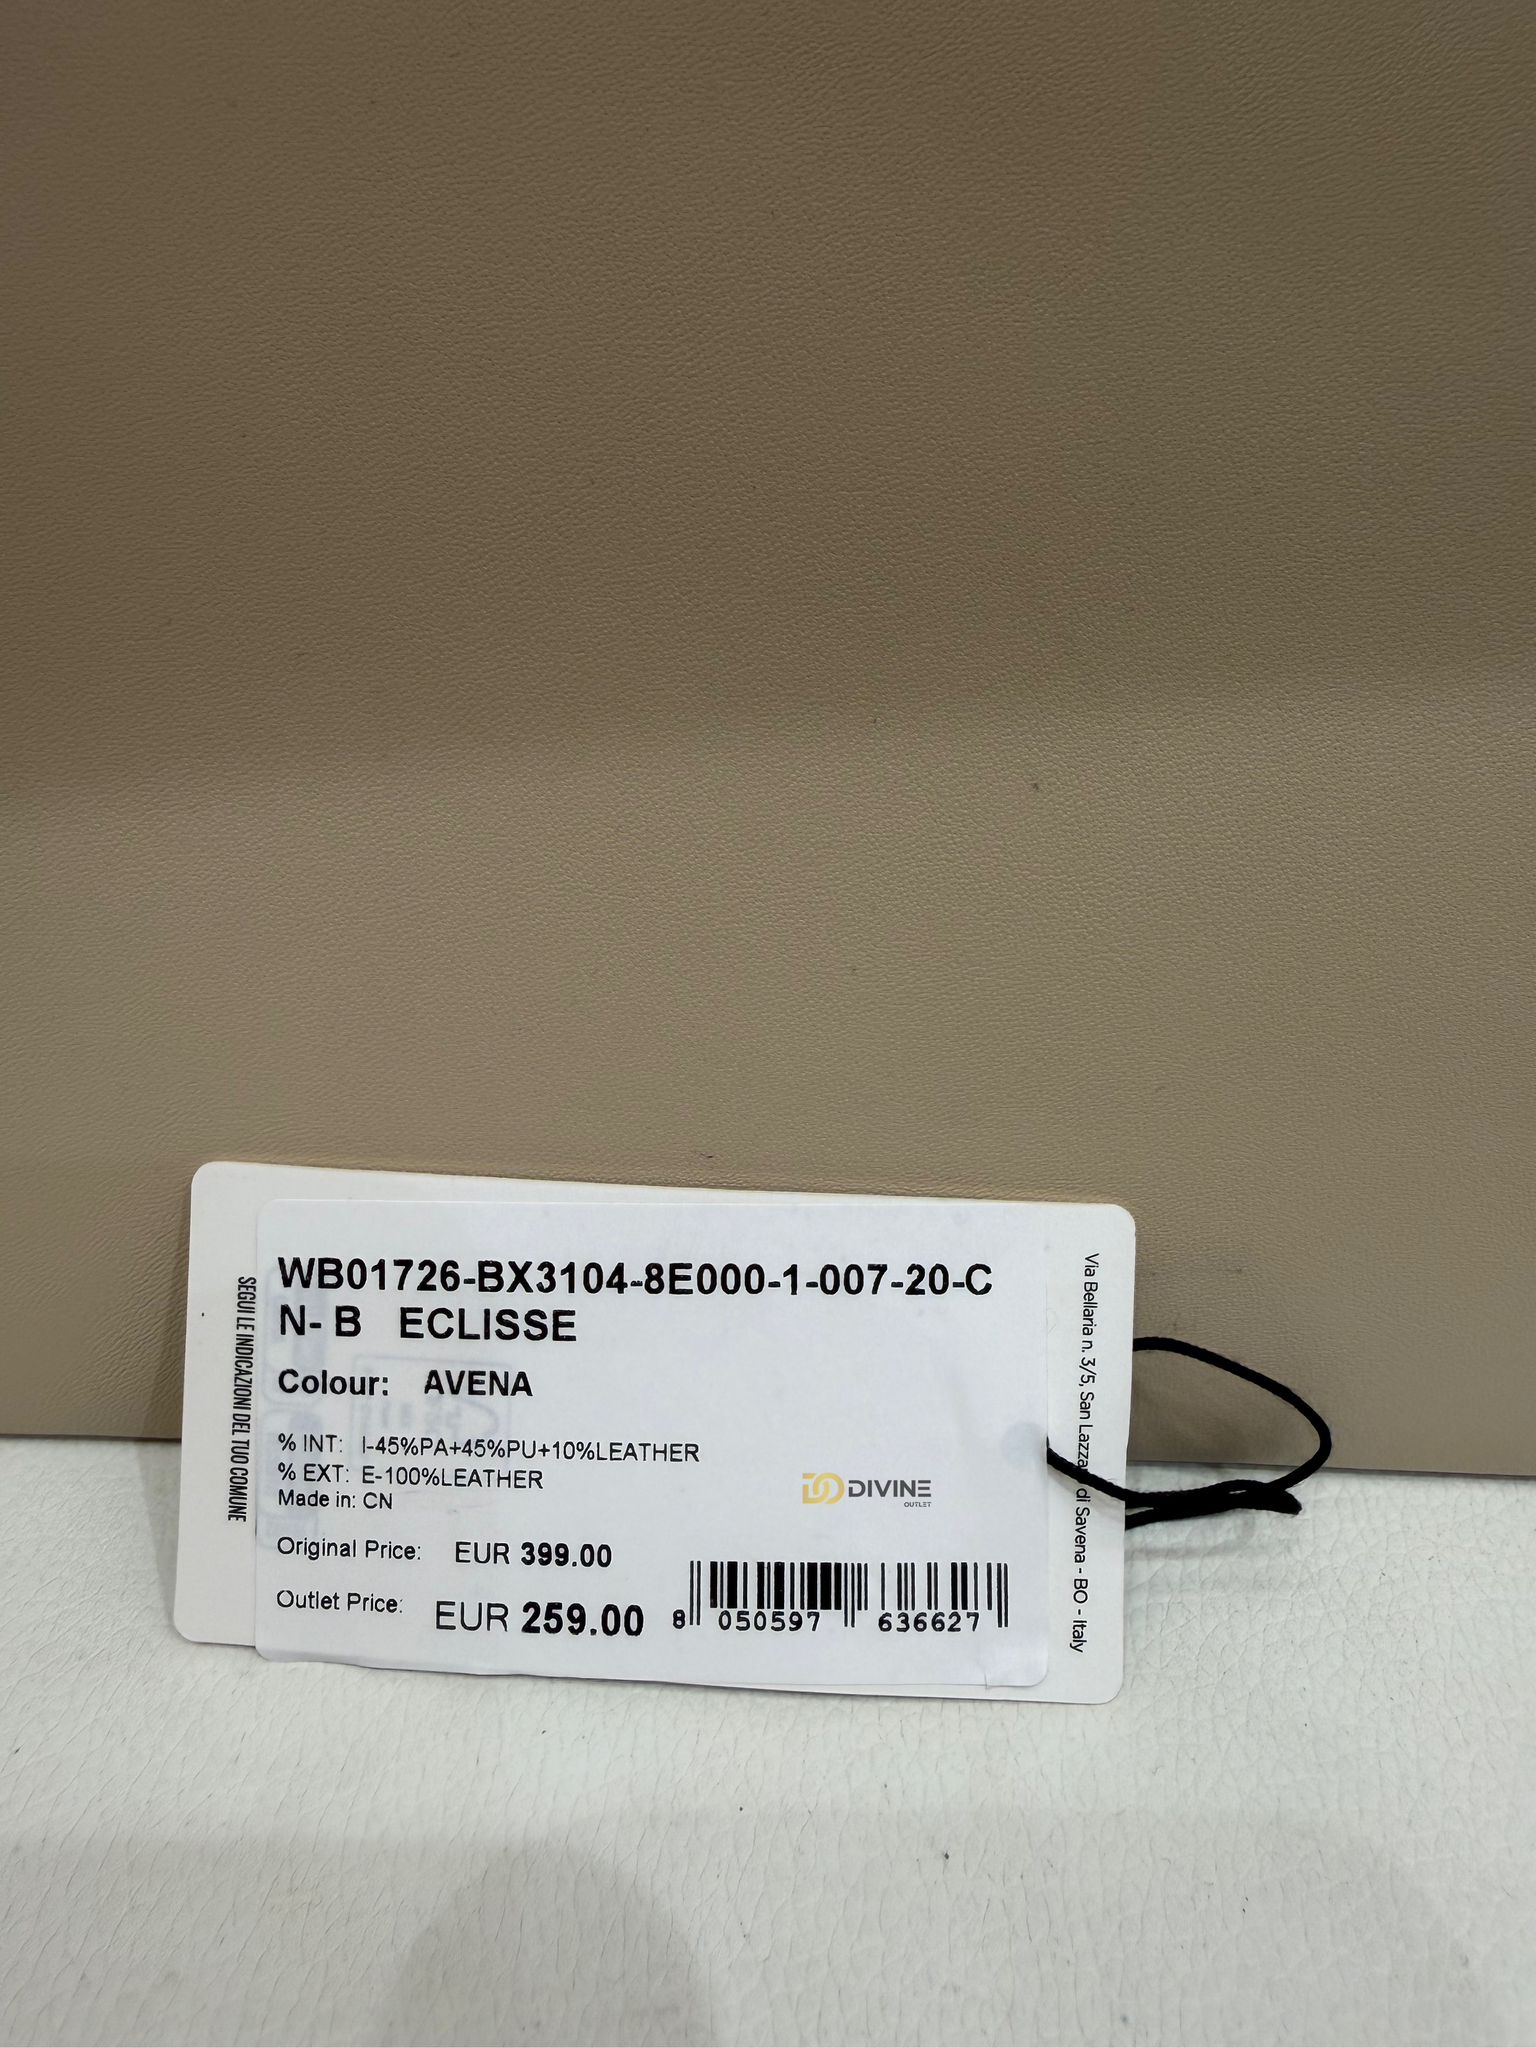 WB01726-BX3104-8E000-1-007-20-C
N- B ECLISSE
Colour: AVENA
% INT: I-45%PA+45%PU+10%LEATHER
% EXT: E-100%LEATHER
Made in: CN
DIVINE
OUTLET
Original Price: EUR 399.00
Outlet Price: EUR 259.00
8 050597 636627
SEGUI LE INDICAZIONI DEL TUO COMUNE
Via Bellaria n. 3/5, San Lazza di Savena - BO - Italy